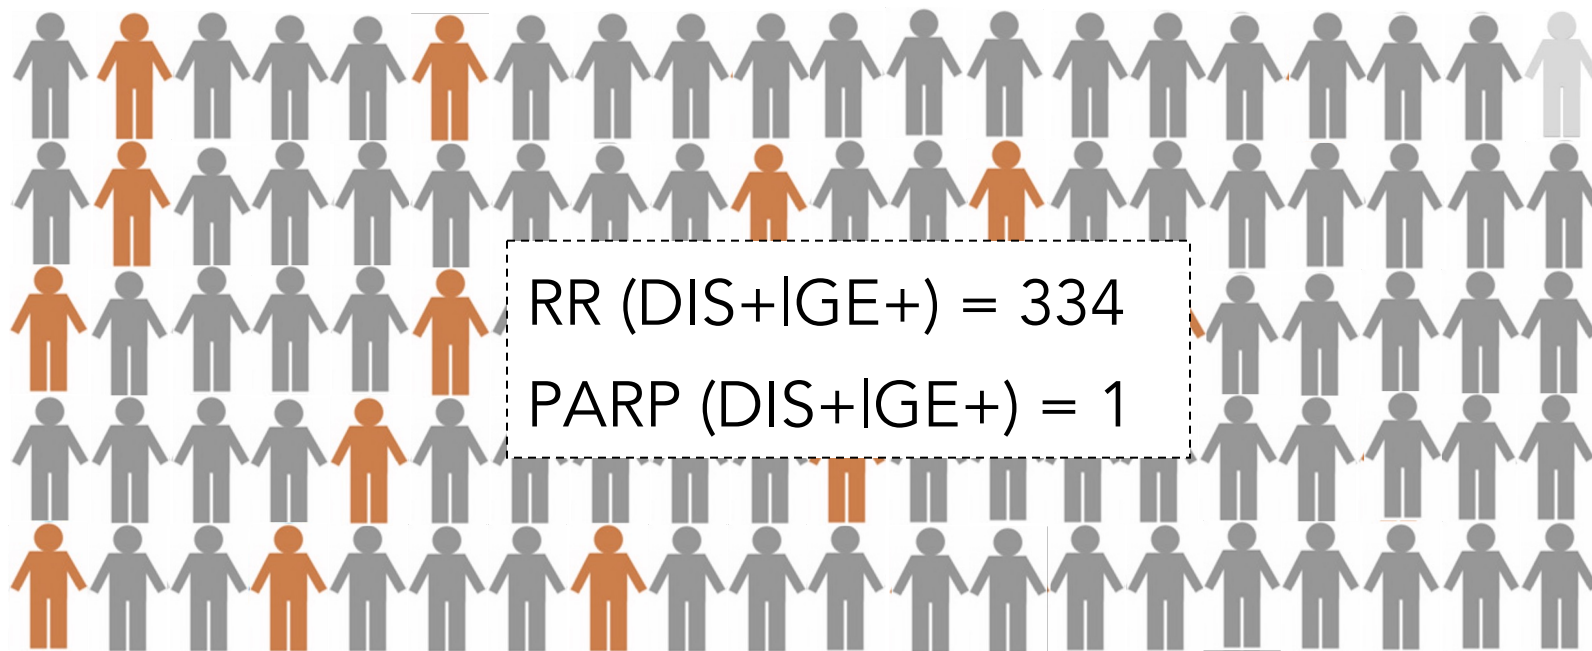 RR (DIS+|GE+) = 334
PARP (DIS+|GE+) = 1